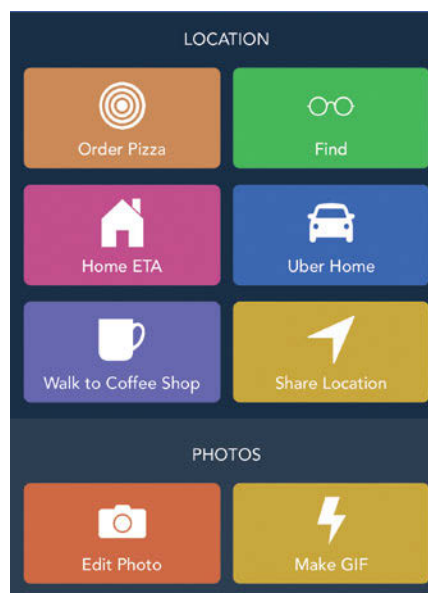 LOCATION
Order Pizza
Find
Home ETA
Uber Home
Walk to Coffee Shop
Share Location
PHOTOS
Edit Photo
Make GIF